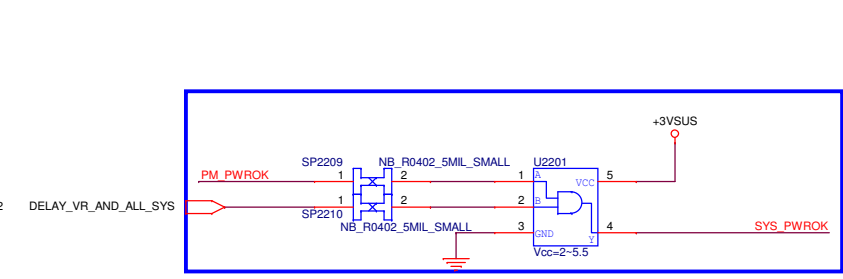 +3VSUS
SP2209 NB_R0402_5MIL_SMALL U2201
PM_PWROK 1 2 1 A VCC 5
2 DELAY_VR_AND_ALL_SYS 1 2 2 B
SP2210
NB_R0402_5MIL_SMALL 3 GND Y 4 SYS_PWROK
Vcc=2~5.5